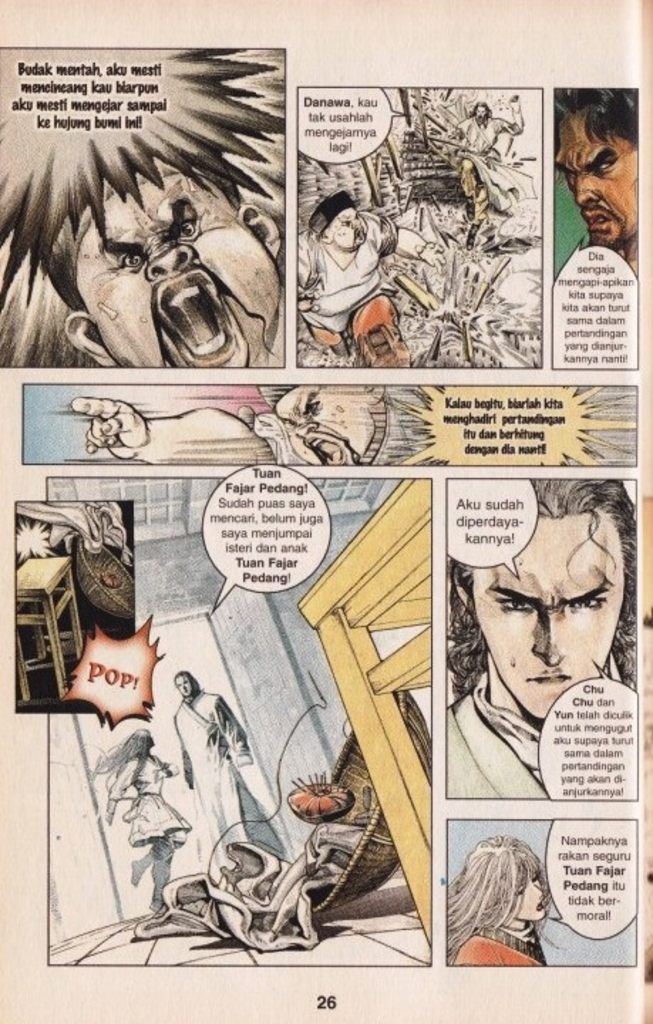 Budak mentah, aku mesti
mencincang kau biarpun
aku mesti mengejar sampai
ke hujung bumi ini!
Danawa, kau
tak usahlah
mengejarnya
lagi!
Dia
sengaja
mengapi-apikan
kita supaya
kita akan turut
sama dalam
pertandingan
yang dianjur-
kannya nanti!
Kalau begitu, biarlah kita
menghadiri pertandingan
itu dan berhitung
dengan dia nanti!
Tuan
Fajar Pedang!
Sudah puas saya
mencari, belum juga
saya menjumpai
isteri dan anak
Tuan Fajar
Pedang!
POP!
Aku sudah
diperdaya-
kannya!
Chu
Chu dan
Yun telah diculik
untuk mengugut
aku supaya turut
sama dalam
pertandingan
yang akan di-
anjurkannya!
Nampaknya
rakan seguru
Tuan Fajar
Pedang itu
tidak ber-
moral!
26